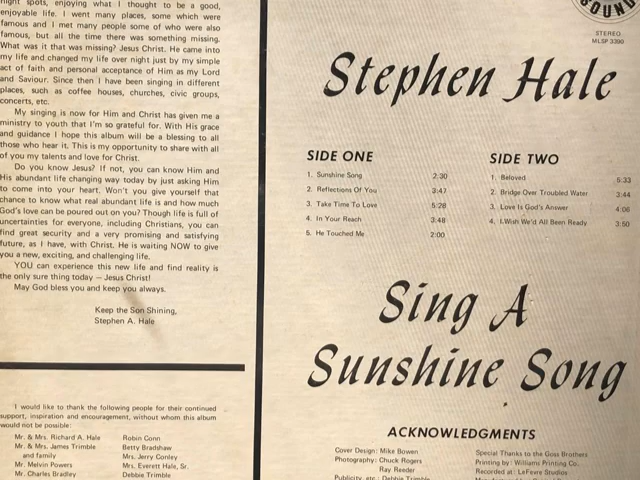 night spots, enjoying what I thought to be a good,
enjoyable life. I went many places, some which were
famous and I met many people some of who were also
famous, but all the time there was something missing.
What was it that was missing? Jesus Christ. He came into
my life and changed my life over night just by my simple
act of faith and personal acceptance of Him as my Lord
and Saviour. Since then I have been singing in different
places, such as coffee houses, churches, civic groups,
concerts, etc.
My singing is now for Him and Christ has given me a
ministry to youth that I'm so grateful for. With His grace
and guidance I hope this album will be a blessing to all
those who hear it. This is my opportunity to share with all
of you my talents and love for Christ.
Do you know Jesus? If not, you can know Him and
His abundant life changing way today by just asking Him
to come into your heart. Won't you give yourself that
chance to know what real abundant life is and how much
God's love can be poured out on you? Though life is full of
uncertainties for everyone, including Christians, you can
find great security and a very promising and satisfying
future, as I have, with Christ. He is waiting NOW to give
you a new, exciting, and challenging life.
YOU can experience this new life and find reality is
the only sure thing today — Jesus Christ!
May God bless you and keep you always.
Keep the Son Shining,
Stephen A. Hale
I would like to thank the following people for their continued
support, inspiration and encouragement, without whom this album
would not be possible:
Mr. & Mrs. Richard A. Hale
Mr. & Mrs. James Trimble
and family
Mr. Melvin Powers
Mr. Charles Bradley
Robin Conn
Betty Bradshaw
Mrs. Jerry Conley
Mrs. Everett Hale, Sr.
Debbie Trimble
SOUND
STEREO
MLSP 3390
Stephen Hale
SIDE ONE
1. Sunshine Song 2:30
2. Reflections Of You 3:47
3. Take Time To Love 5:28
4. In Your Reach 3:48
5. He Touched Me 2:00
SIDE TWO
1. Beloved 5:33
2. Bridge Over Troubled Water 3:44
3. Love Is God's Answer 4:06
4. I Wish We'd All Been Ready 3:50
Sing A
Sunshine Song
ACKNOWLEDGMENTS
Cover Design: Mike Bowen
Photography: Chuck Rogers
Ray Reeder
Publicity, etc.: Debbie Trimble
Special Thanks to the Goss Brothers
Printing by: Williams Printing Co.
Recorded at: LeFevre Studios